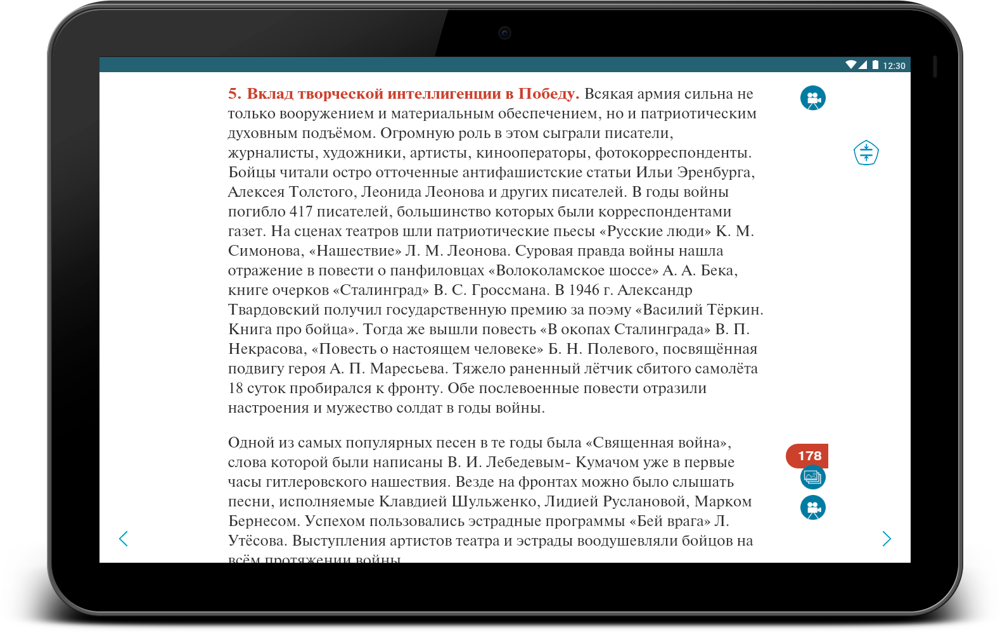 12:30
5. Вклад творческой интеллигенции в Победу. Всякая армия сильна не
только вооружением и материальным обеспечением, но и патриотическим
духовным подъёмом. Огромную роль в этом сыграли писатели,
журналисты, художники, артисты, кинооператоры, фотокорреспонденты.
Бойцы читали остро отточенные антифашистские статьи Ильи Эренбурга,
Алексея Толстого, Леонида Леонова и других писателей. В годы войны
погибло 417 писателей, большинство которых были корреспондентами
газет. На сценах театров шли патриотические пьесы «Русские люди» К. М.
Симонова, «Нашествие» Л. М. Леонова. Суровая правда войны нашла
отражение в повести о панфиловцах «Волоколамское шоссе» А. А. Бека,
книге очерков «Сталинград» В. С. Гроссмана. В 1946 г. Александр
Твардовский получил государственную премию за поэму «Василий Тёркин.
Книга про бойца». Тогда же вышли повесть «В окопах Сталинграда» В. П.
Некрасова, «Повесть о настоящем человеке» Б. Н. Полевого, посвящённая
подвигу героя А. П. Маресьева. Тяжело раненный лётчик сбитого самолёта
18 суток пробирался к фронту. Обе послевоенные повести отразили
настроения и мужество солдат в годы войны.
Одной из самых популярных песен в те годы была «Священная война»,
слова которой были написаны В. И. Лебедевым- Кумачом уже в первые
178
часы гитлеровского нашествия. Везде на фронтах можно было слышать
песни, исполняемые Клавдией Шульженко, Лидией Руслановой, Марком
Бернесом. Успехом пользовались эстрадные программы «Бей врага» Л.
Утёсова. Выступления артистов театра и эстрады воодушевляли бойцов на
всём протяжении войны